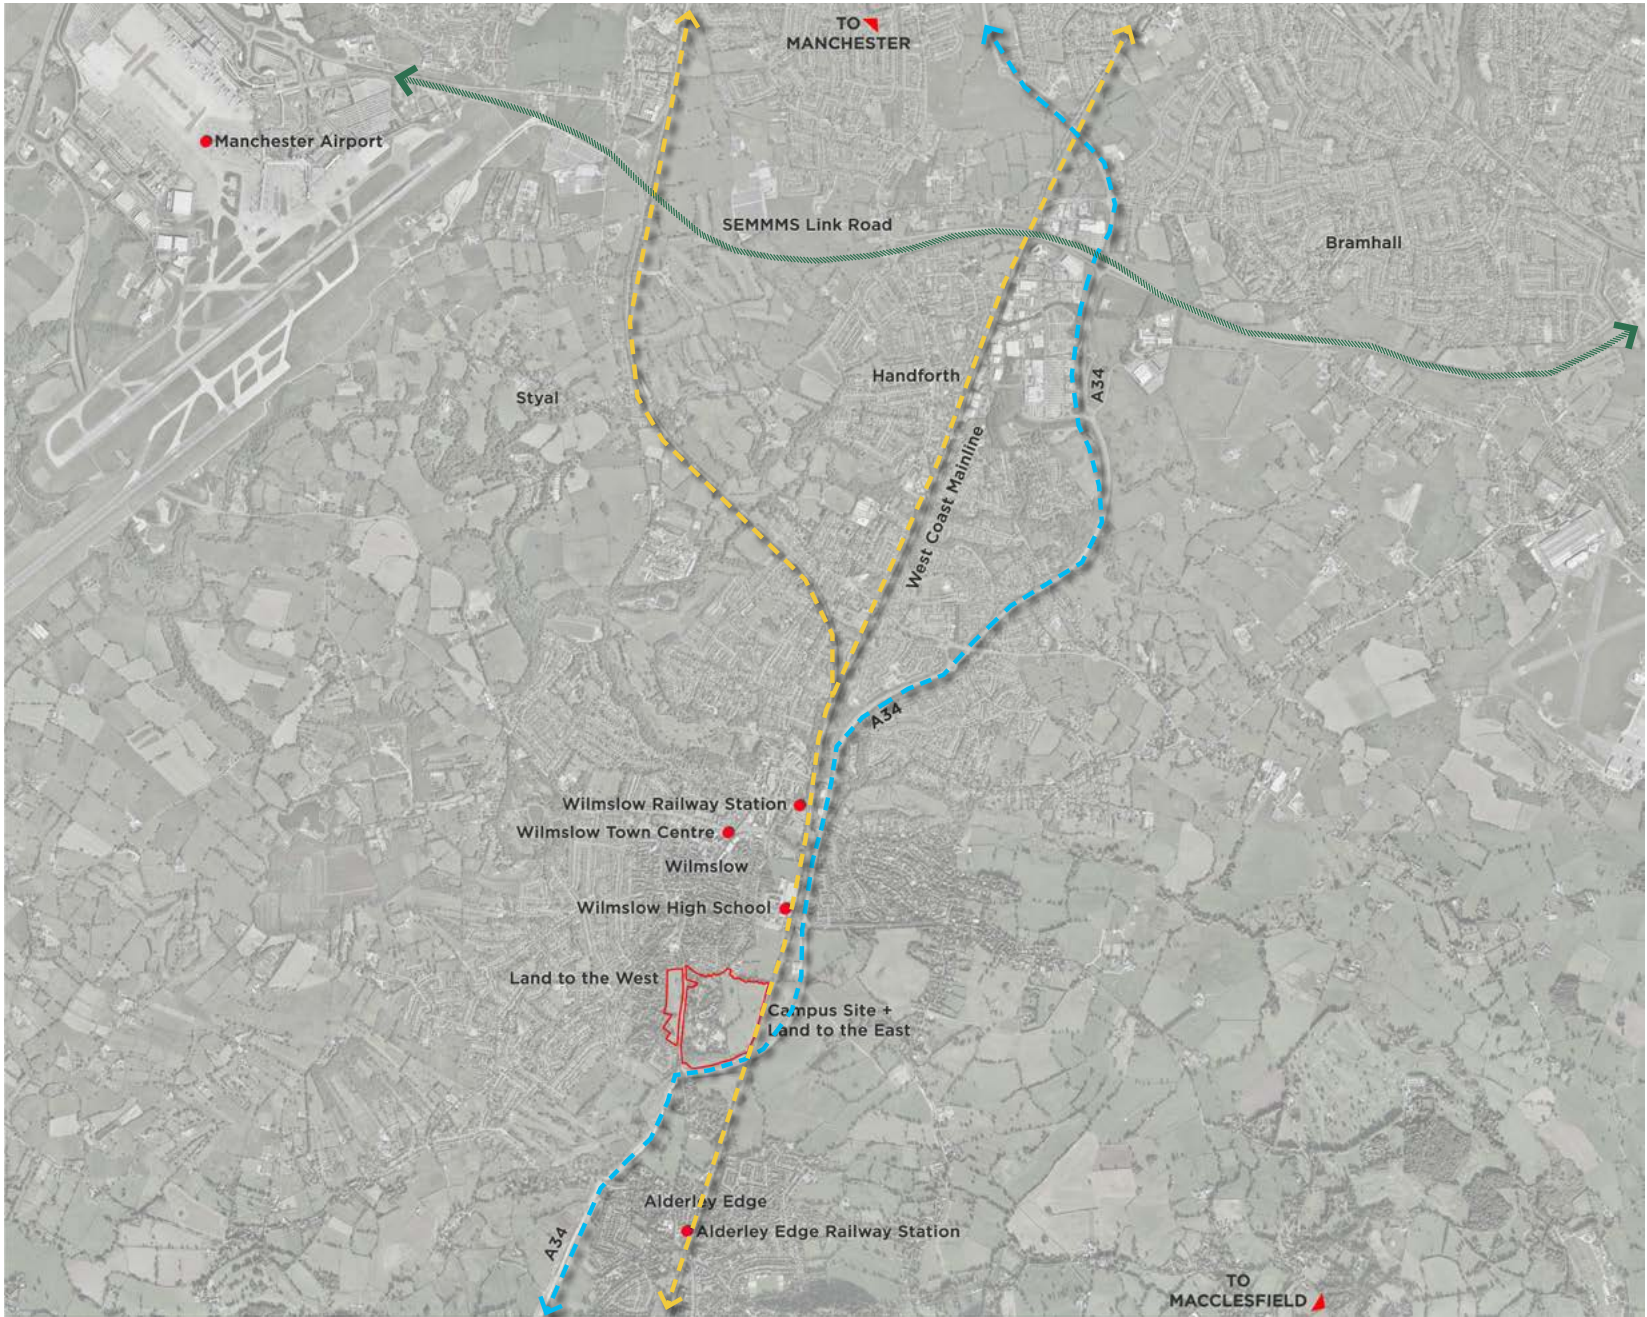 TO
MANCHESTER
Manchester Airport
SEMMMS Link Road
Bramhall
Handforth
A34
Styal
West Coast Mainline
A34
Wilmslow Railway Station
Wilmslow Town Centre
Wilmslow
Wilmslow High School
Land to the West
Campus Site +
Land to the East
Alderley Edge
Alderley Edge Railway Station
A34
TO
MACCLESFIELD